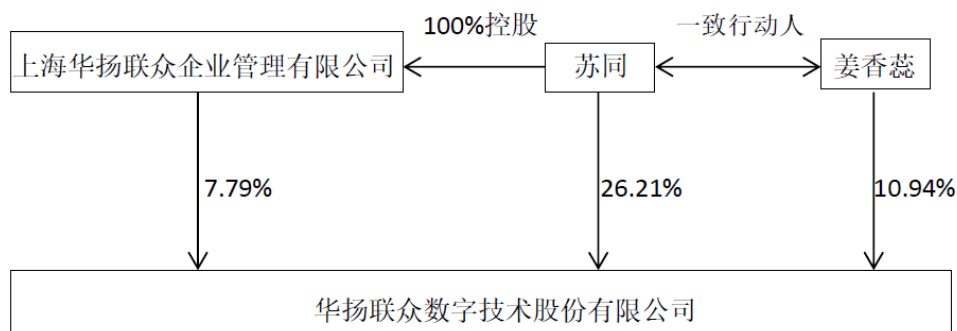 100%控股
一致行动人
上海华扬联众企业管理有限公司
苏同
姜香蕊
7.79%
26.21%
10.94%
华扬联众数字技术股份有限公司